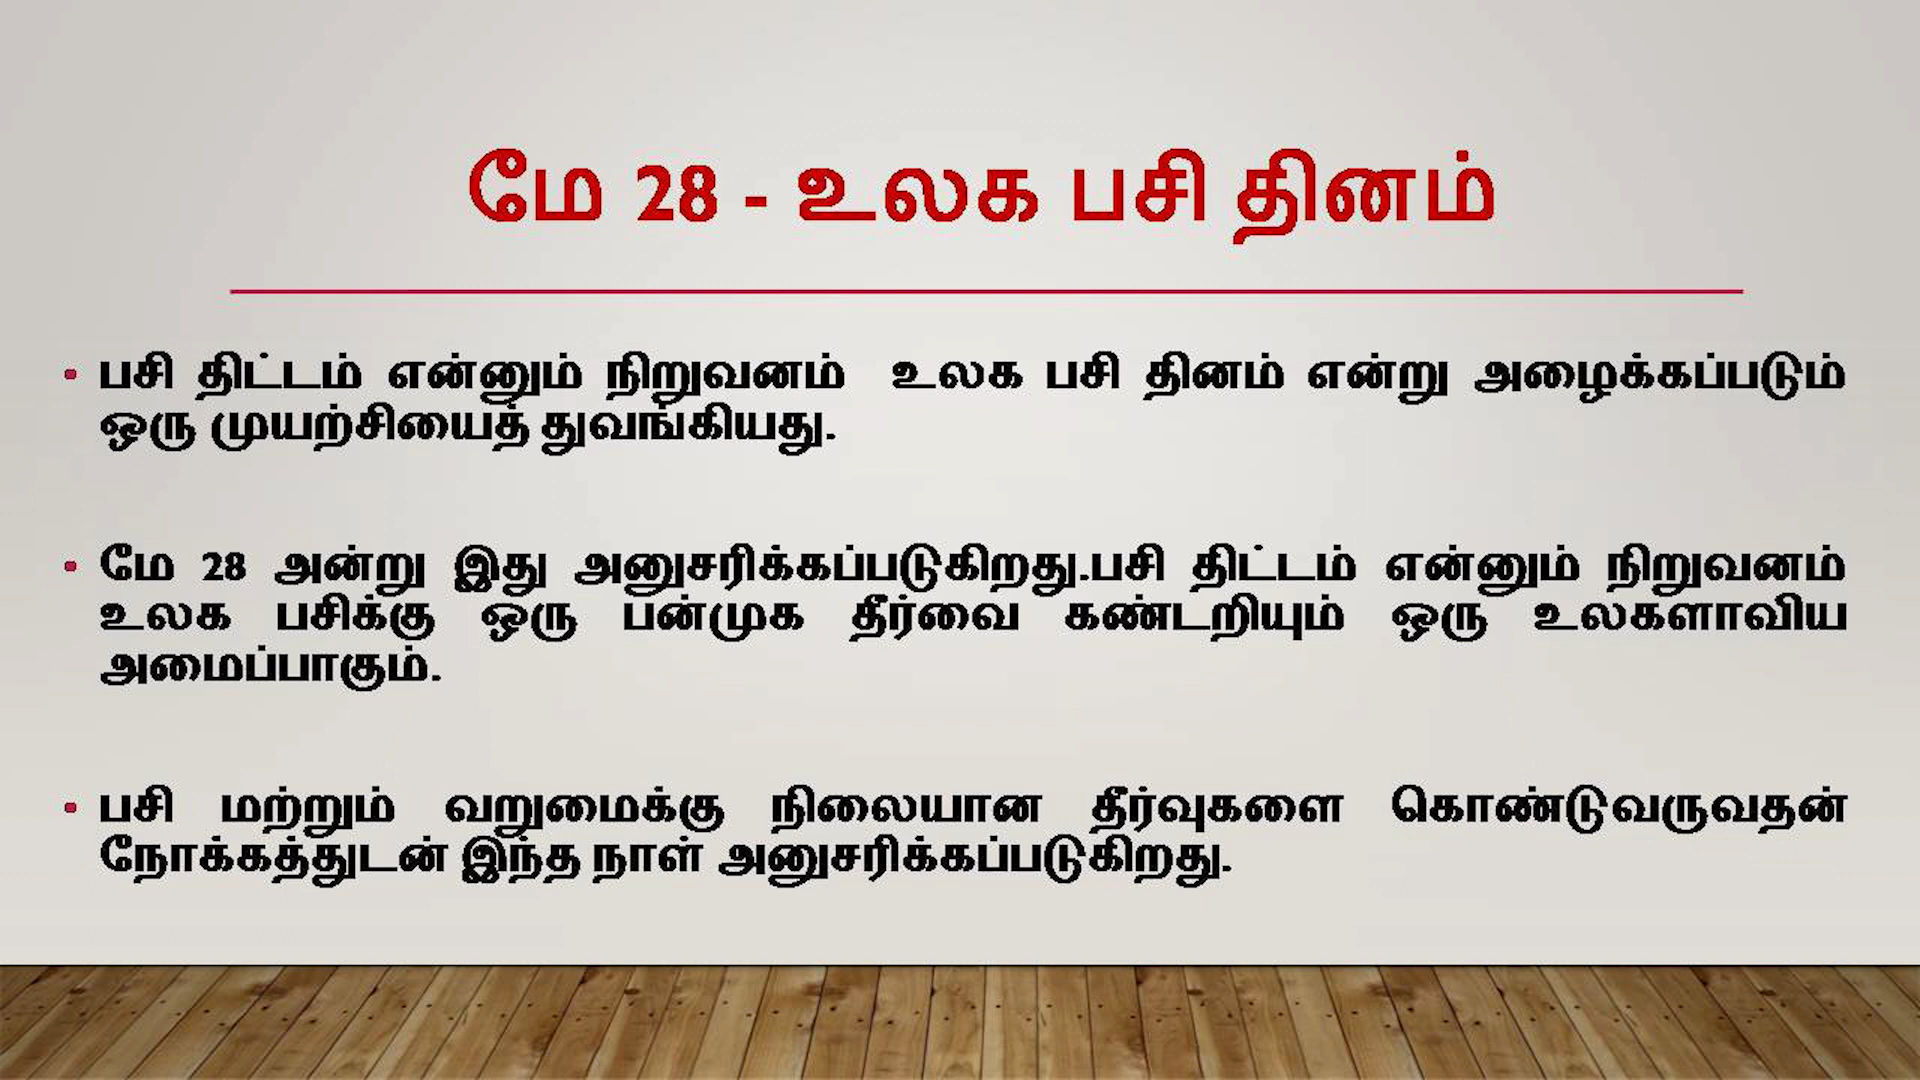 மே 28 - உலக பசி தினம்
• பசி திட்டம் என்னும் நிறுவனம் உலக பசி தினம் என்று அழைக்கப்படும்
ஒரு முயற்சியைத் துவங்கியது.
• மே 28 அன்று இது அனுசரிக்கப்படுகிறது.பசி திட்டம் என்னும் நிறுவனம்
உலக பசிக்கு ஒரு பன்முக தீர்வை கண்டறியும் ஒரு உலகளாவிய
அமைப்பாகும்.
• பசி மற்றும் வறுமைக்கு நிலையான தீர்வுகளை கொண்டுவருவதன்
நோக்கத்துடன் இந்த நாள் அனுசரிக்கப்படுகிறது.